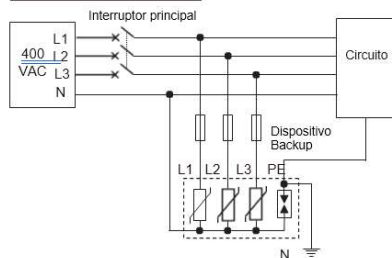 Interruptor principal
400
VAC
L1
L2
L3
N
Circuito
Dispositivo
Backup
L1 L2 L3 PE
N